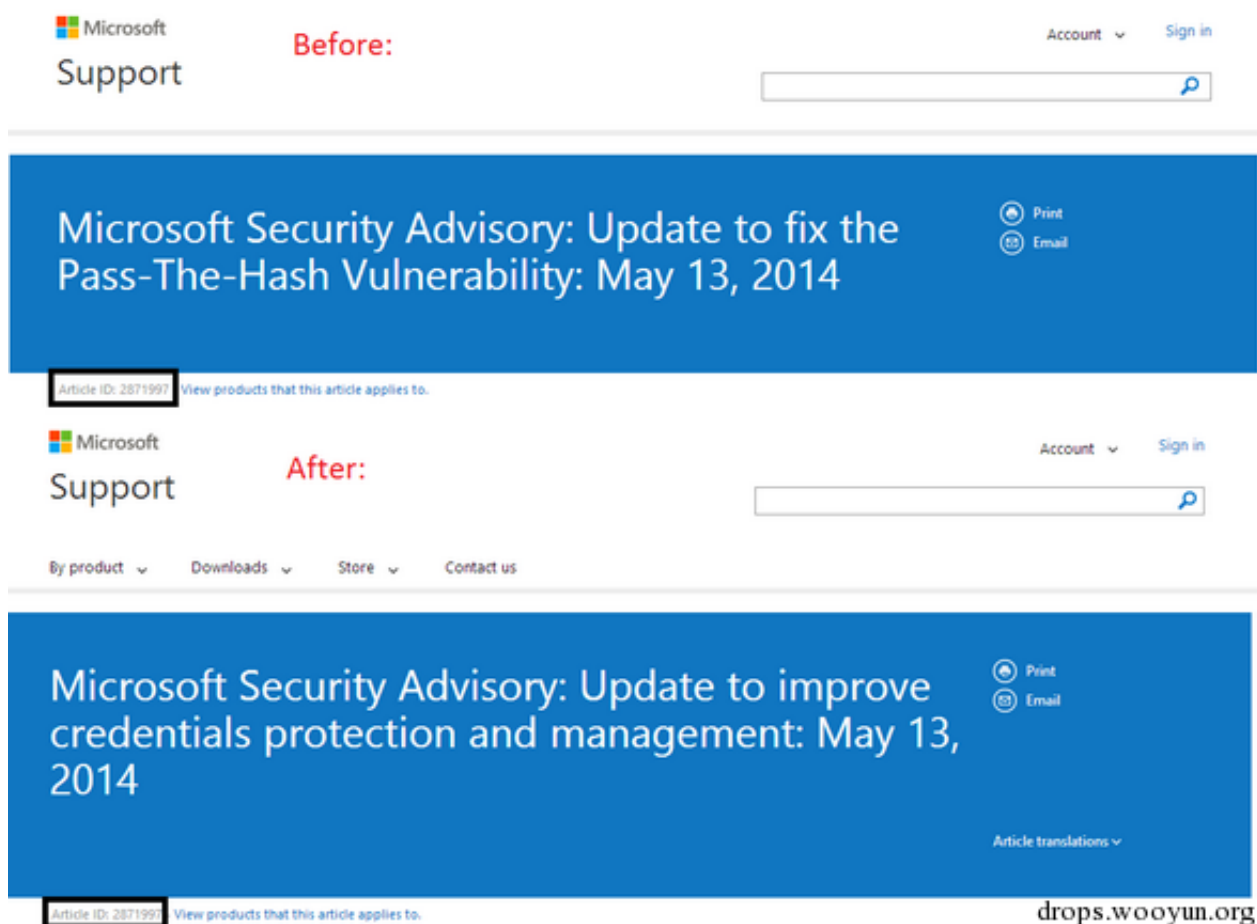 Microsoft
Before:
Account
Sign in
Support
Microsoft Security Advisory: Update to fix the
Pass-The-Hash Vulnerability: May 13, 2014
Print
Email
Article ID: 2871997
View products that this article applies to.
Microsoft
After:
Account
Sign in
Support
By product
Downloads
Store
Contact us
Microsoft Security Advisory: Update to improve
credentials protection and management: May 13,
2014
Print
Email
Article translations
Article ID: 2871997
View products that this article applies to.
drops.wooyun.org